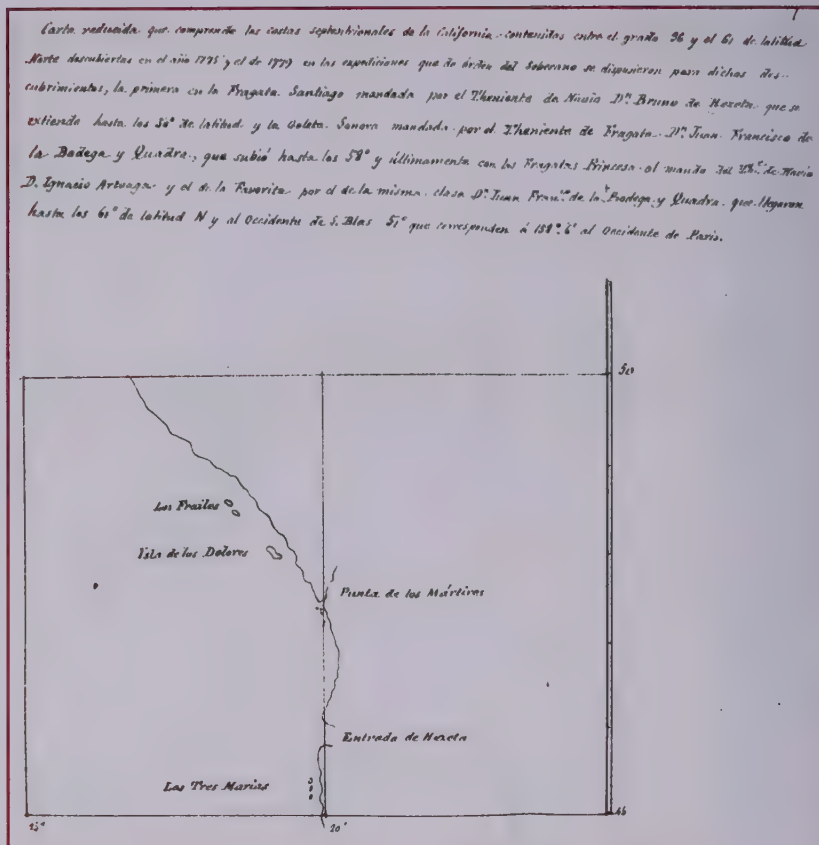 Carta reducida que comprende las costas septentrionales de la California contenidas entre el grado 36 y el 61 de latitud
Norte descubiertas en el año 1775 y el de 1779 en las expediciones que de órden del Soberano se dispusieron para dichos des-
cubrimientos, la primera en la Fragata Santiago mandada por el Theniente de Navio Dn. Bruno de Hezeta que se
extiende hasta los 50° de latitud y la Goleta Sonora mandada por el Theniente de Fragata Dn. Juan Francisco de
la Bodega y Quadra, que subió hasta los 58° y últimamente con las Fragatas Princesa al mando del Thte. de Navio
D. Ignacio Arteaga y el de la Favorita por el de la misma clase Dn. Juan Franco. de la Bodega y Quadra que llegaron
hasta los 61° de latitud N y al Occidente de S. Blas 51° que corresponden á 158°.6' al Occidente de Paris.
50
Los Frailes
Isla de los Dolores
Punta de los Mártires
Entrada de Hezeta
Las Tres Marias
46
20°